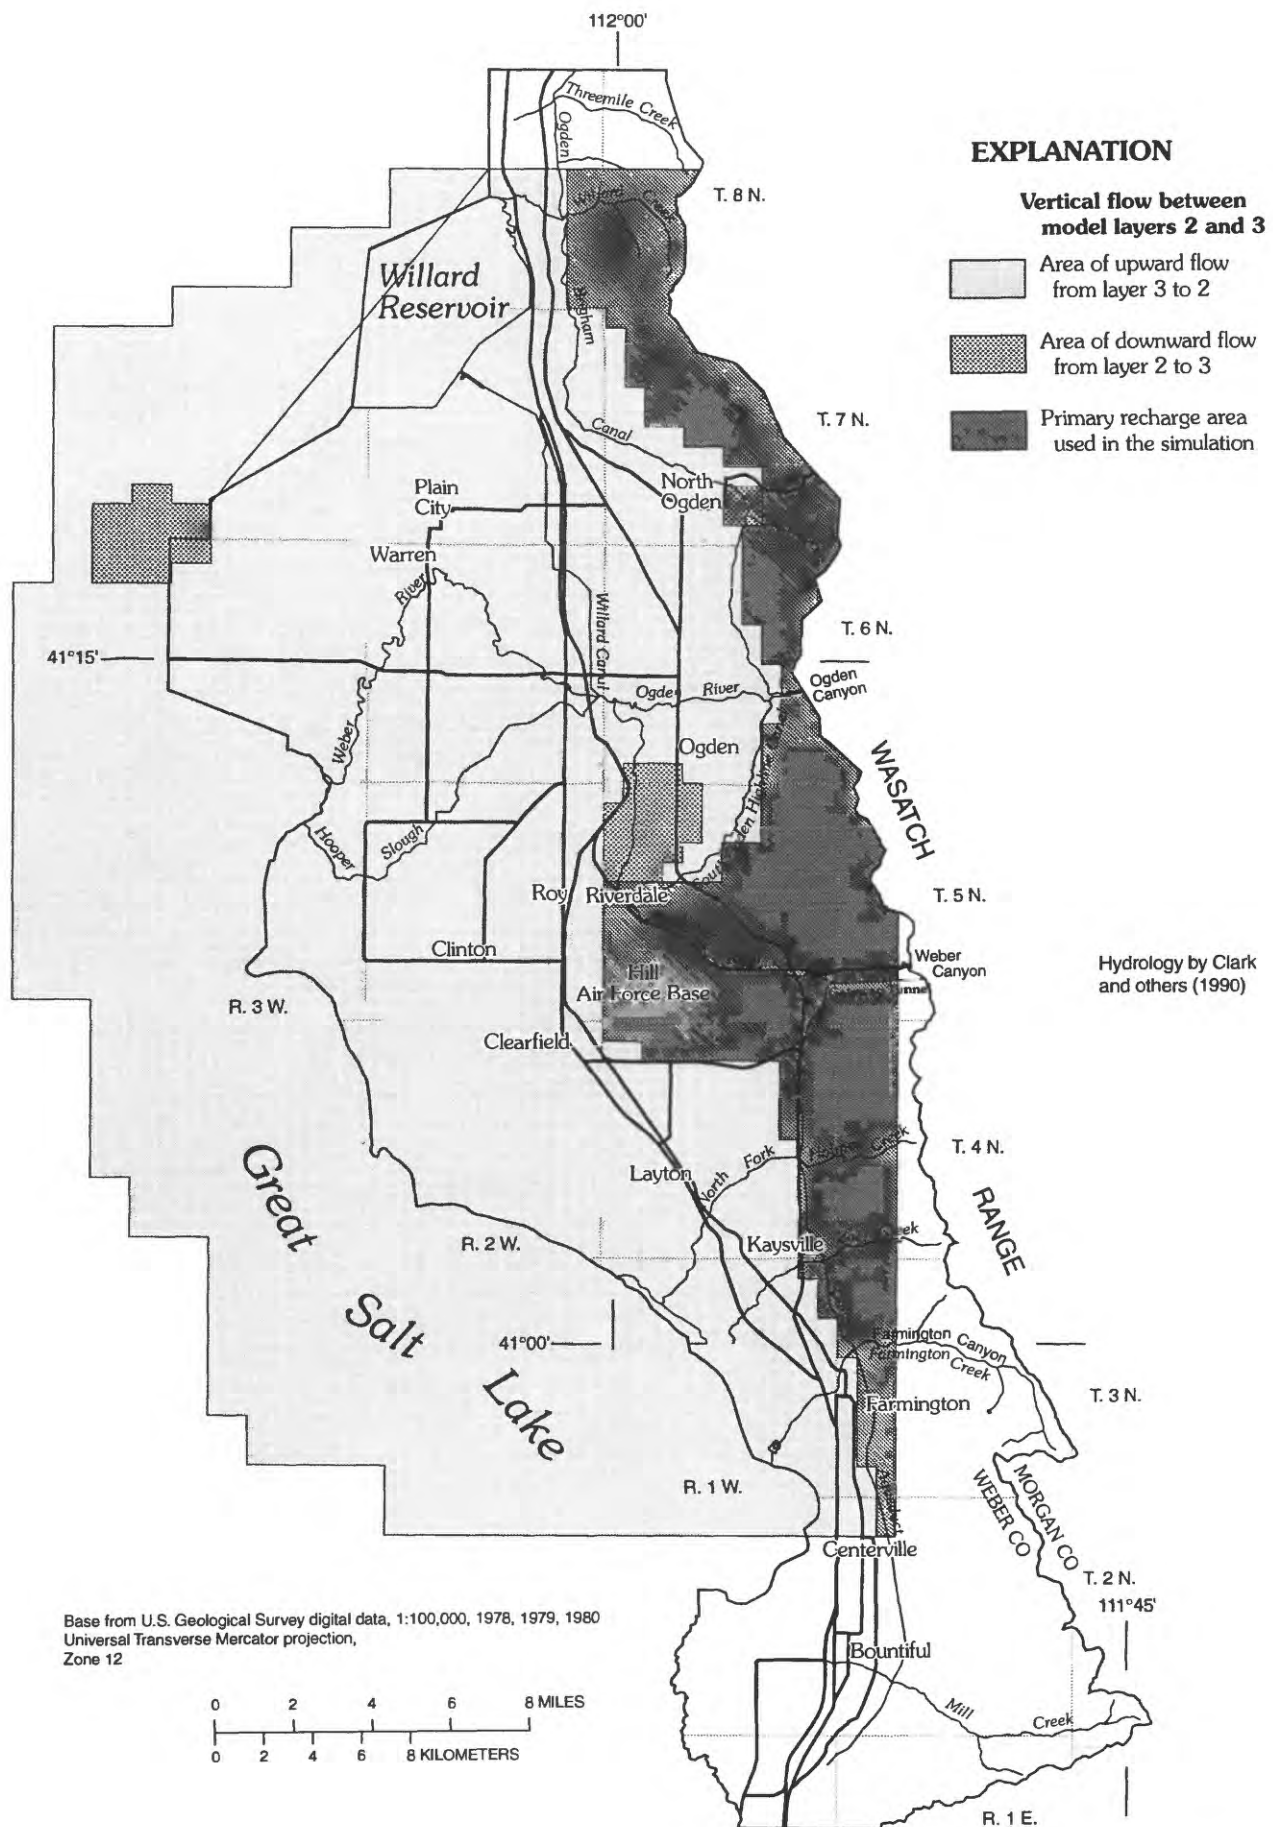 112°00'
Threemile Creek
Ogden
EXPLANATION
Vertical flow between
model layers 2 and 3
Area of upward flow
from layer 3 to 2
Area of downward flow
from layer 2 to 3
Primary recharge area
used in the simulation
T. 8 N.
Willard Creek
Willard
Reservoir
Brigham
T. 7 N.
Canal
North
Ogden
Plain
City
Warren
River
Willard Canal
T. 6 N.
41°15'
Ogden
Canyon
River
Weber
Ogden
WASATCH
Hooper
Slough
South
Roy
Riverdale
T. 5 N.
Clinton
Weber
Canyon
Hydrology by Clark
and others (1990)
Hill
Air Force Base
R. 3 W.
Clearfield
Great
Salt
Lake
T. 4 N.
North Fork
Creek
Layton
RANGE
R. 2 W.
Kaysville
41°00'
Farmington Canyon
Farmington
Creek
T. 3 N.
Farmington
R. 1 W.
MORGAN CO
WEBER CO
Centerville
T. 2 N.
111°45'
Base from U.S. Geological Survey digital data, 1:100,000, 1978, 1979, 1980
Universal Transverse Mercator projection,
Zone 12
Bountiful
0 2 4 6 8 MILES
0 2 4 6 8 KILOMETERS
Mill Creek
R. 1 E.